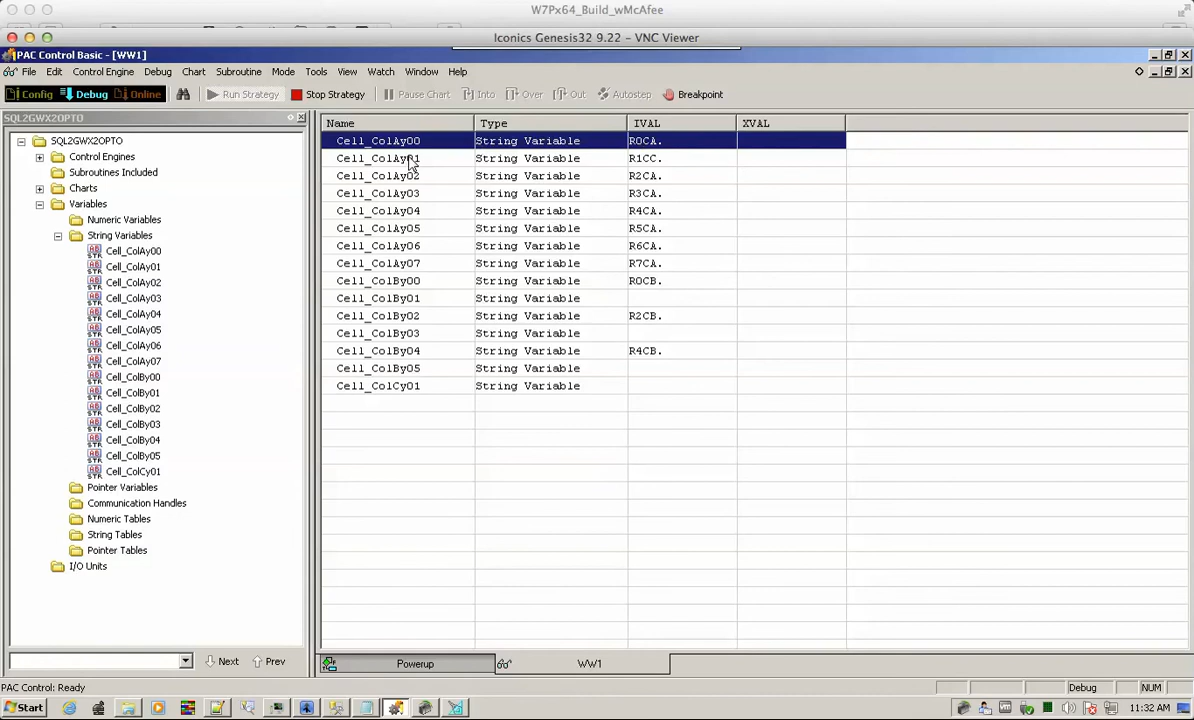 W7Px64_Build_wMcAfee
Iconics Genesis32 9.22 – VNC Viewer
PAC Control Basic - [WW1]
File Edit Control Engine Debug Chart Subroutine Mode Tools View Watch Window Help
Config Debug Online Run Strategy Stop Strategy Pause Chart Into Over Out Autostep Breakpoint
SQL2GWX2OPTO
SQL2GWX2OPTO
Control Engines
Subroutines Included
Charts
Variables
Numeric Variables
String Variables
Cell_ColAy00
Cell_ColAy01
Cell_ColAy02
Cell_ColAy03
Cell_ColAy04
Cell_ColAy05
Cell_ColAy06
Cell_ColAy07
Cell_ColBy00
Cell_ColBy01
Cell_ColBy02
Cell_ColBy03
Cell_ColBy04
Cell_ColBy05
Cell_ColCy01
Pointer Variables
Communication Handles
Numeric Tables
String Tables
Pointer Tables
I/O Units
Next Prev
Name Type IVAL XVAL
Cell_ColAy00 String Variable R0CA.
Cell_ColAy01 String Variable R1CC.
Cell_ColAy02 String Variable R2CA.
Cell_ColAy03 String Variable R3CA.
Cell_ColAy04 String Variable R4CA.
Cell_ColAy05 String Variable R5CA.
Cell_ColAy06 String Variable R6CA.
Cell_ColAy07 String Variable R7CA.
Cell_ColBy00 String Variable R0CB.
Cell_ColBy01 String Variable
Cell_ColBy02 String Variable R2CB.
Cell_ColBy03 String Variable
Cell_ColBy04 String Variable R4CB.
Cell_ColBy05 String Variable
Cell_ColCy01 String Variable
Powerup WW1
PAC Control: Ready Debug NUM
Start 11:32 AM